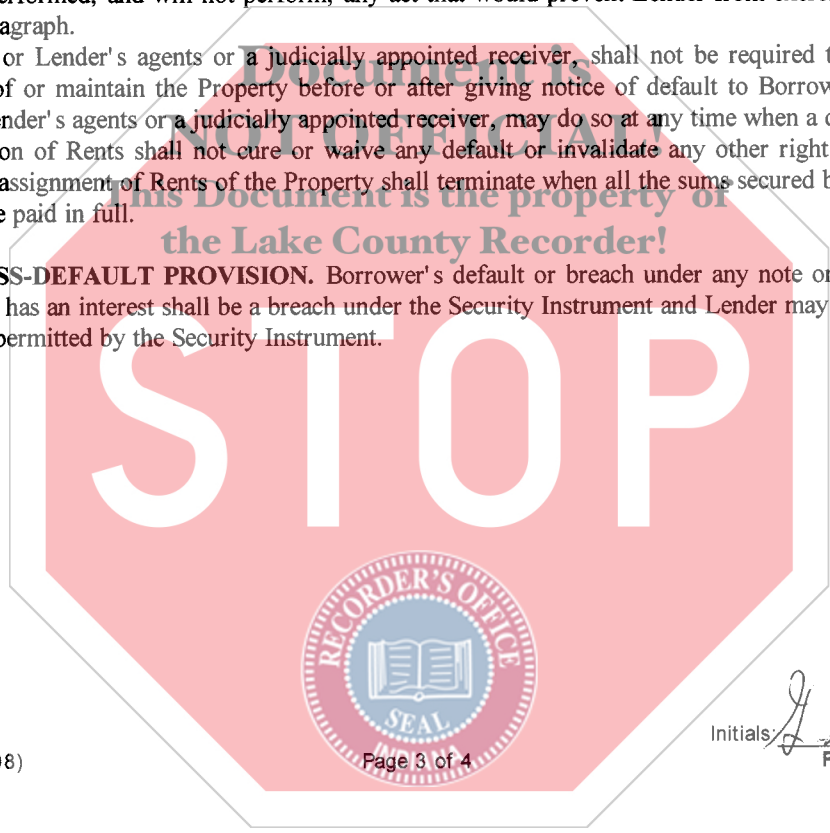 erformed, and will not perform, any act that would prevent Lender from
agraph.
or Lender's agents or a judicially appointed receiver, shall not be required t
of or maintain the Property before or after giving notice of default to Borrow
ender's agents or a judicially appointed receiver, may do so at any time when a d
on of Rents shall not cure or waive any default or invalidate any other right
assignment of Rents of the Property shall terminate when all the sums secured b
e paid in full.
SS-DEFAULT PROVISION. Borrower's default or breach under any note or
has an interest shall be a breach under the Security Instrument and Lender may
permitted by the Security Instrument.
Document is
NOT OFFICIAL!
This Document is the property of
the Lake County Recorder!
STOP
RECORDER'S OFFICE
SEAL
INDIANA
Initials:
08)
Page 3 of 4
F